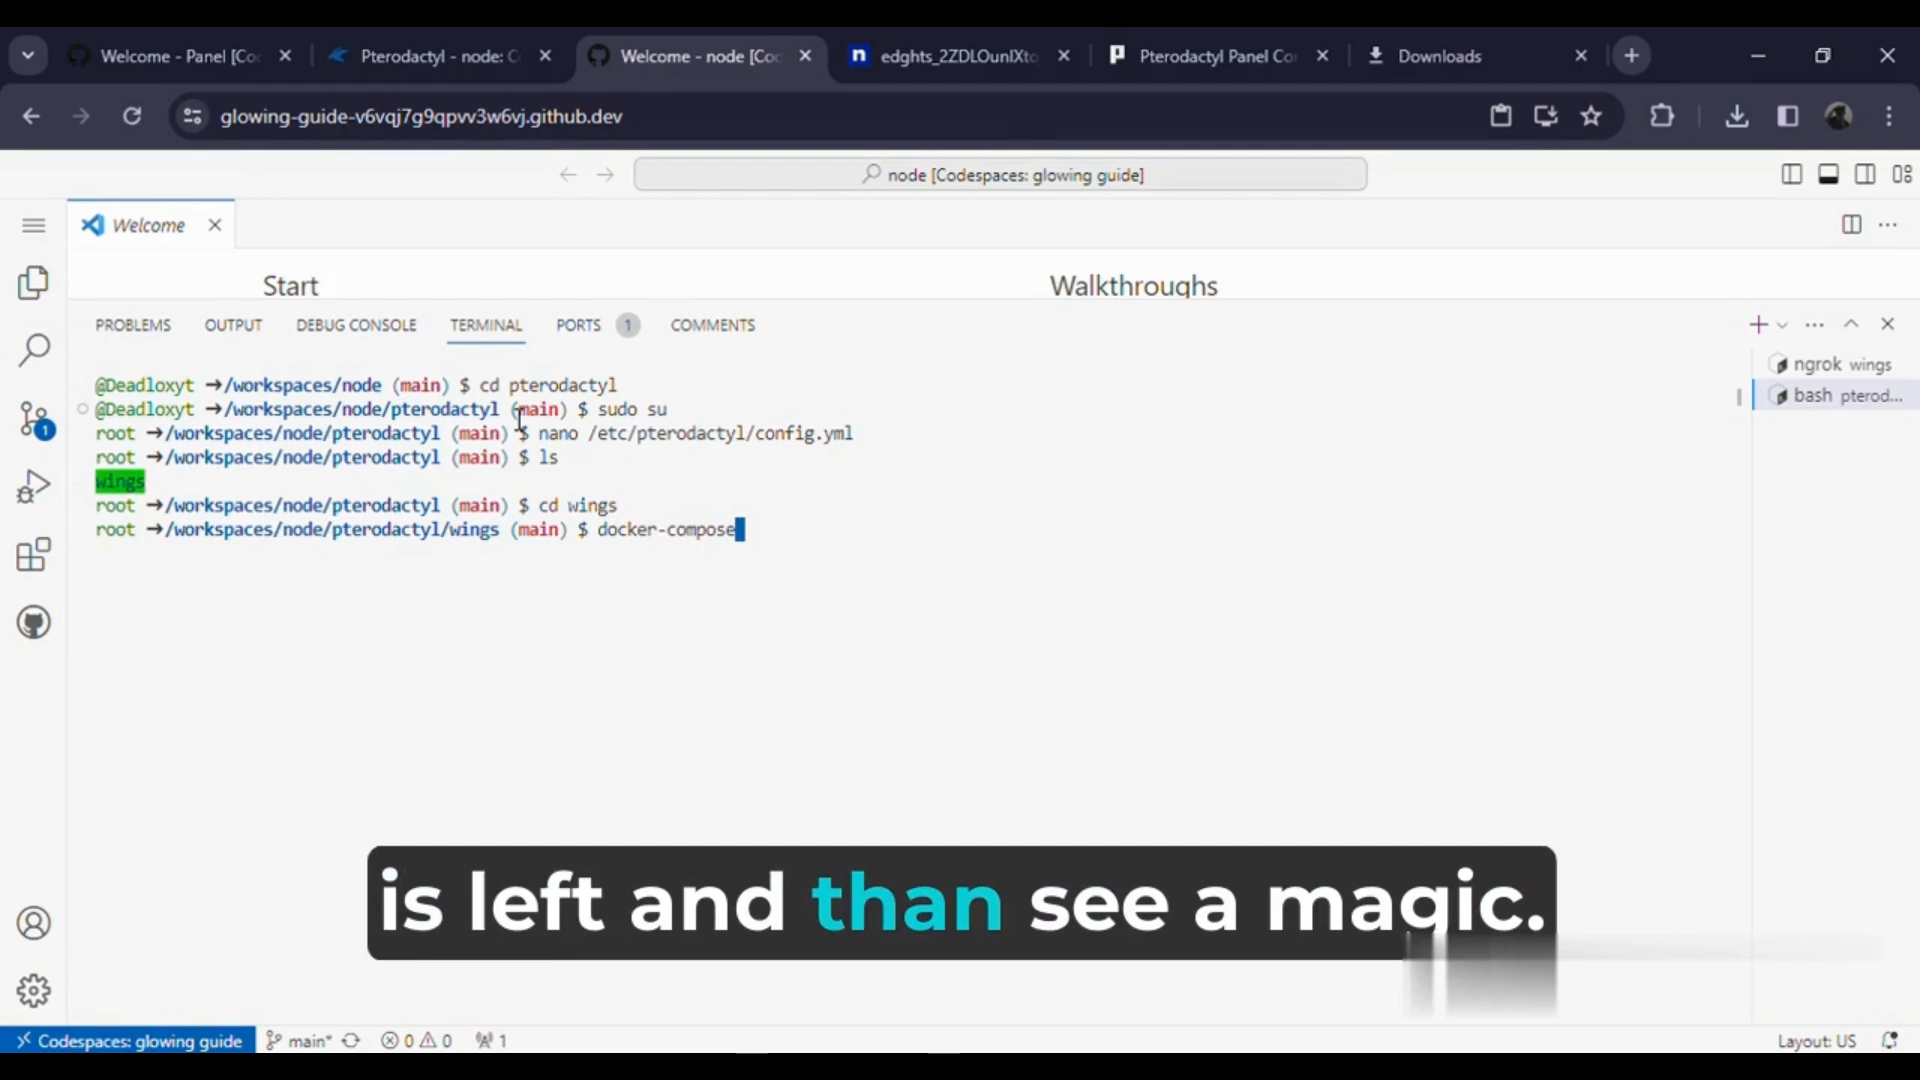 Welcome - Panel [Co
Pterodactyl - node: C
Welcome - node [Coc
n edghts_2ZDLOunlXto
Pterodactyl Panel Cor
Downloads
glowing-guide-v6vqj7g9qpvv3w6vj.github.dev
node [Codespaces: glowing guide]
Welcome
Start
Walkthroughs
PROBLEMS OUTPUT DEBUG CONSOLE TERMINAL PORTS 1 COMMENTS
@Deadloxyt ➜/workspaces/node (main) $ cd pterodactyl
@Deadloxyt ➜/workspaces/node/pterodactyl (main) $ sudo su
root ➜/workspaces/node/pterodactyl (main) $ nano /etc/pterodactyl/config.yml
root ➜/workspaces/node/pterodactyl (main) $ ls
wings
root ➜/workspaces/node/pterodactyl (main) $ cd wings
root ➜/workspaces/node/pterodactyl/wings (main) $ docker-compose
ngrok wings
bash pterod...
1
is left and than see a magic.
Codespaces: glowing guide main* 0 0 1
Layout: US